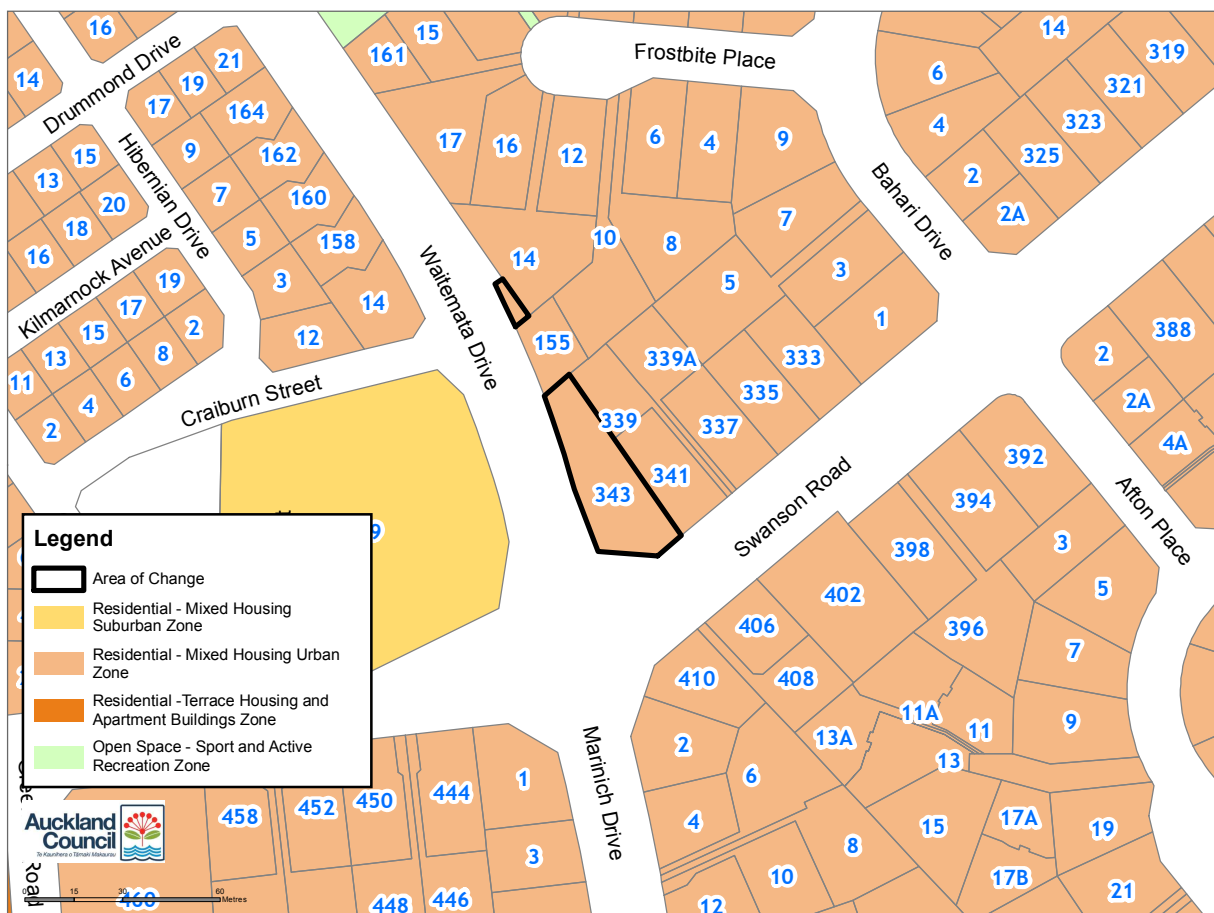 16
15
161
Frostbite Place
14
319
Drummond Drive
21
19
17
14
164
6
321
323
4
325
2
2A
Hibernian Drive
9
162
17
16
12
6
4
9
15
13
20
7
160
7
Bahari Drive
18
16
5
158
10
8
Kilmarnock Avenue
3
14
Waitemata Drive
14
5
3
19
17
2
12
155
1
15
13
8
11
6
4
2
Craiburn Street
339A
333
335
339
337
341
343
388
2
2A
4A
Swanson Road
392
394
Afton Place
398
3
5
402
406
396
7
410
408
11A
11
9
2
13A
13
6
4
15
17A
19
8
10
17B
21
12
Marinich Drive
1
444
450
452
458
3
446
448
460
9
Legend
Area of Change
Residential - Mixed Housing
Suburban Zone
Residential - Mixed Housing Urban
Zone
Residential -Terrace Housing and
Apartment Buildings Zone
Open Space - Sport and Active
Recreation Zone
Auckland
Council
Te Kaunihera o Tāmaki Makaurau
Road
0 15 30 60
Metres